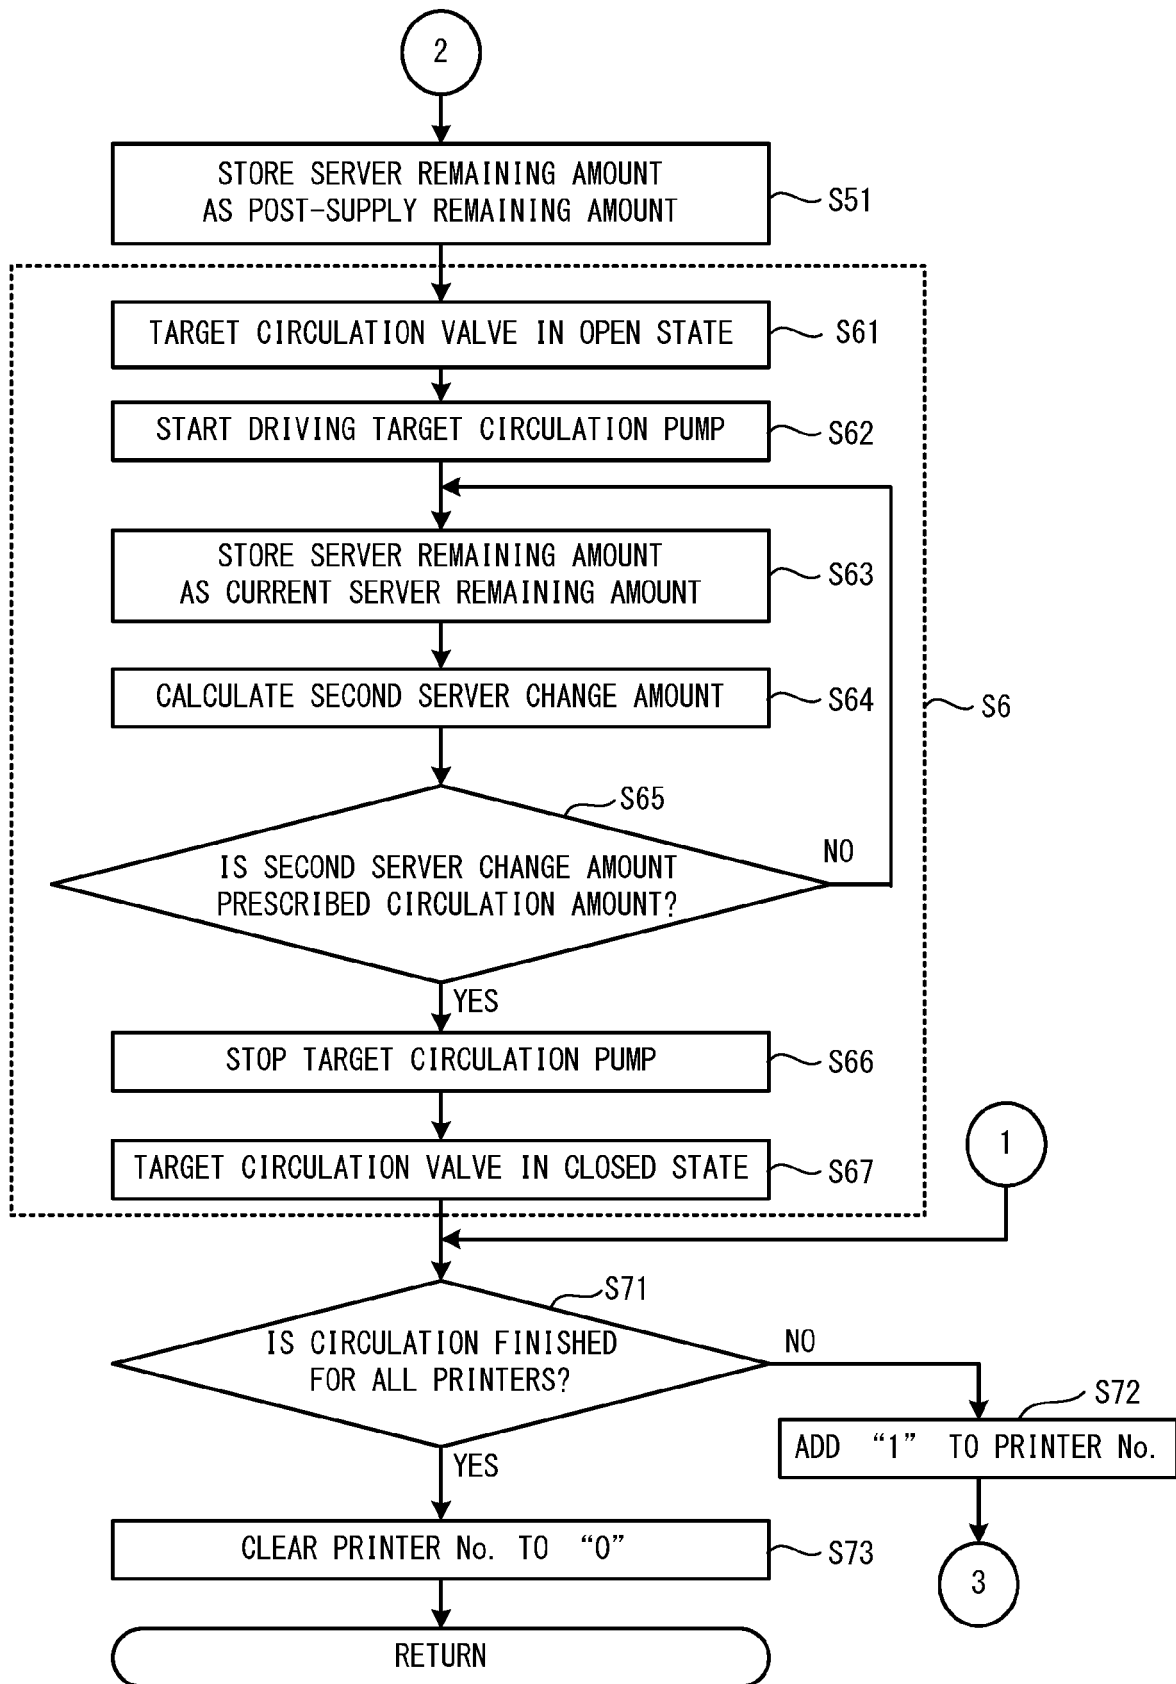 2
STORE SERVER REMAINING AMOUNT
AS POST-SUPPLY REMAINING AMOUNT
S51
TARGET CIRCULATION VALVE IN OPEN STATE
S61
START DRIVING TARGET CIRCULATION PUMP
S62
STORE SERVER REMAINING AMOUNT
AS CURRENT SERVER REMAINING AMOUNT
S63
CALCULATE SECOND SERVER CHANGE AMOUNT
S64
S6
S65
IS SECOND SERVER CHANGE AMOUNT
PRESCRIBED CIRCULATION AMOUNT?
NO
YES
STOP TARGET CIRCULATION PUMP
S66
1
TARGET CIRCULATION VALVE IN CLOSED STATE
S67
S71
IS CIRCULATION FINISHED
FOR ALL PRINTERS?
NO
S72
ADD “1” TO PRINTER No.
YES
CLEAR PRINTER No. TO “0”
S73
3
RETURN